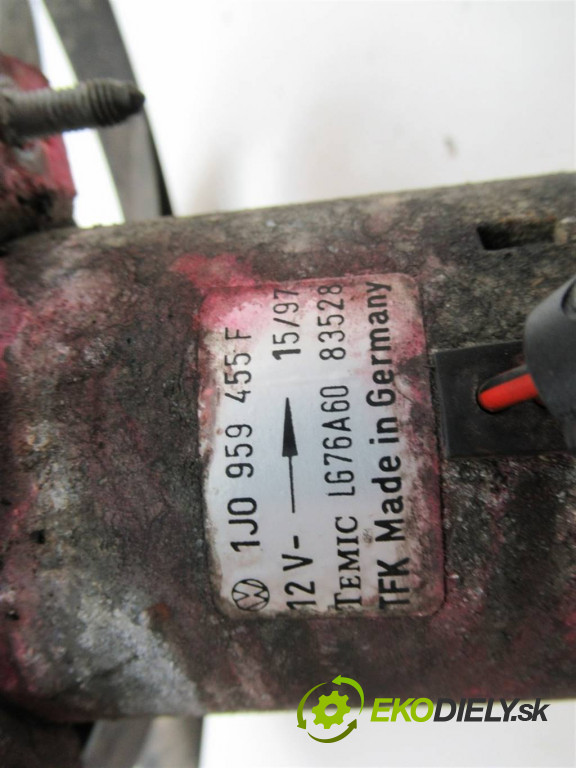 1J0 959 455 F
12 V- 15/97
TEMIC LG76A60 83528
TFK Made in Germany
EKODIELY.sk